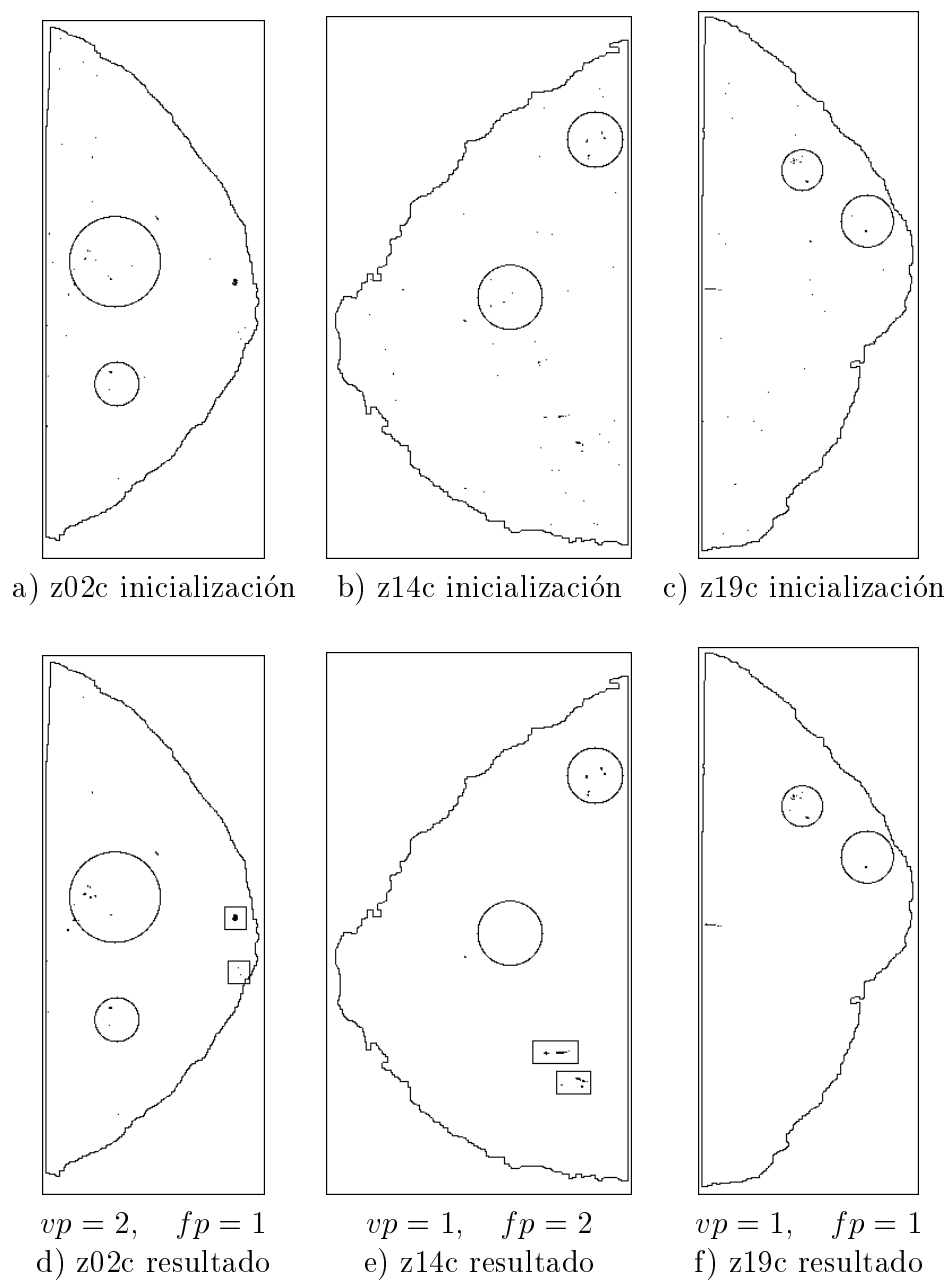 a) z02c inicialización b) z14c inicialización c) z19c inicialización
vp = 2, fp = 1 vp = 1, fp = 2 vp = 1, fp = 1
d) z02c resultado e) z14c resultado f) z19c resultado